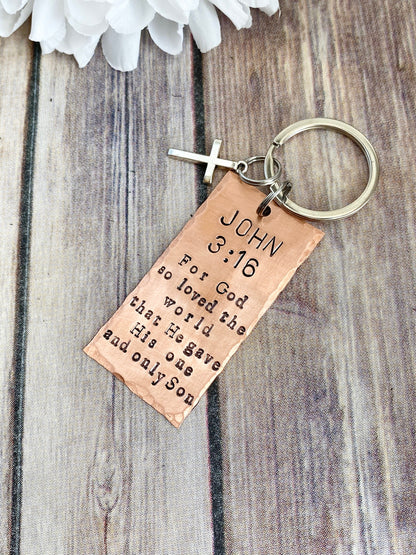 JOHN
3:16
For God
so loved the
world
that He gave
His one
and only Son